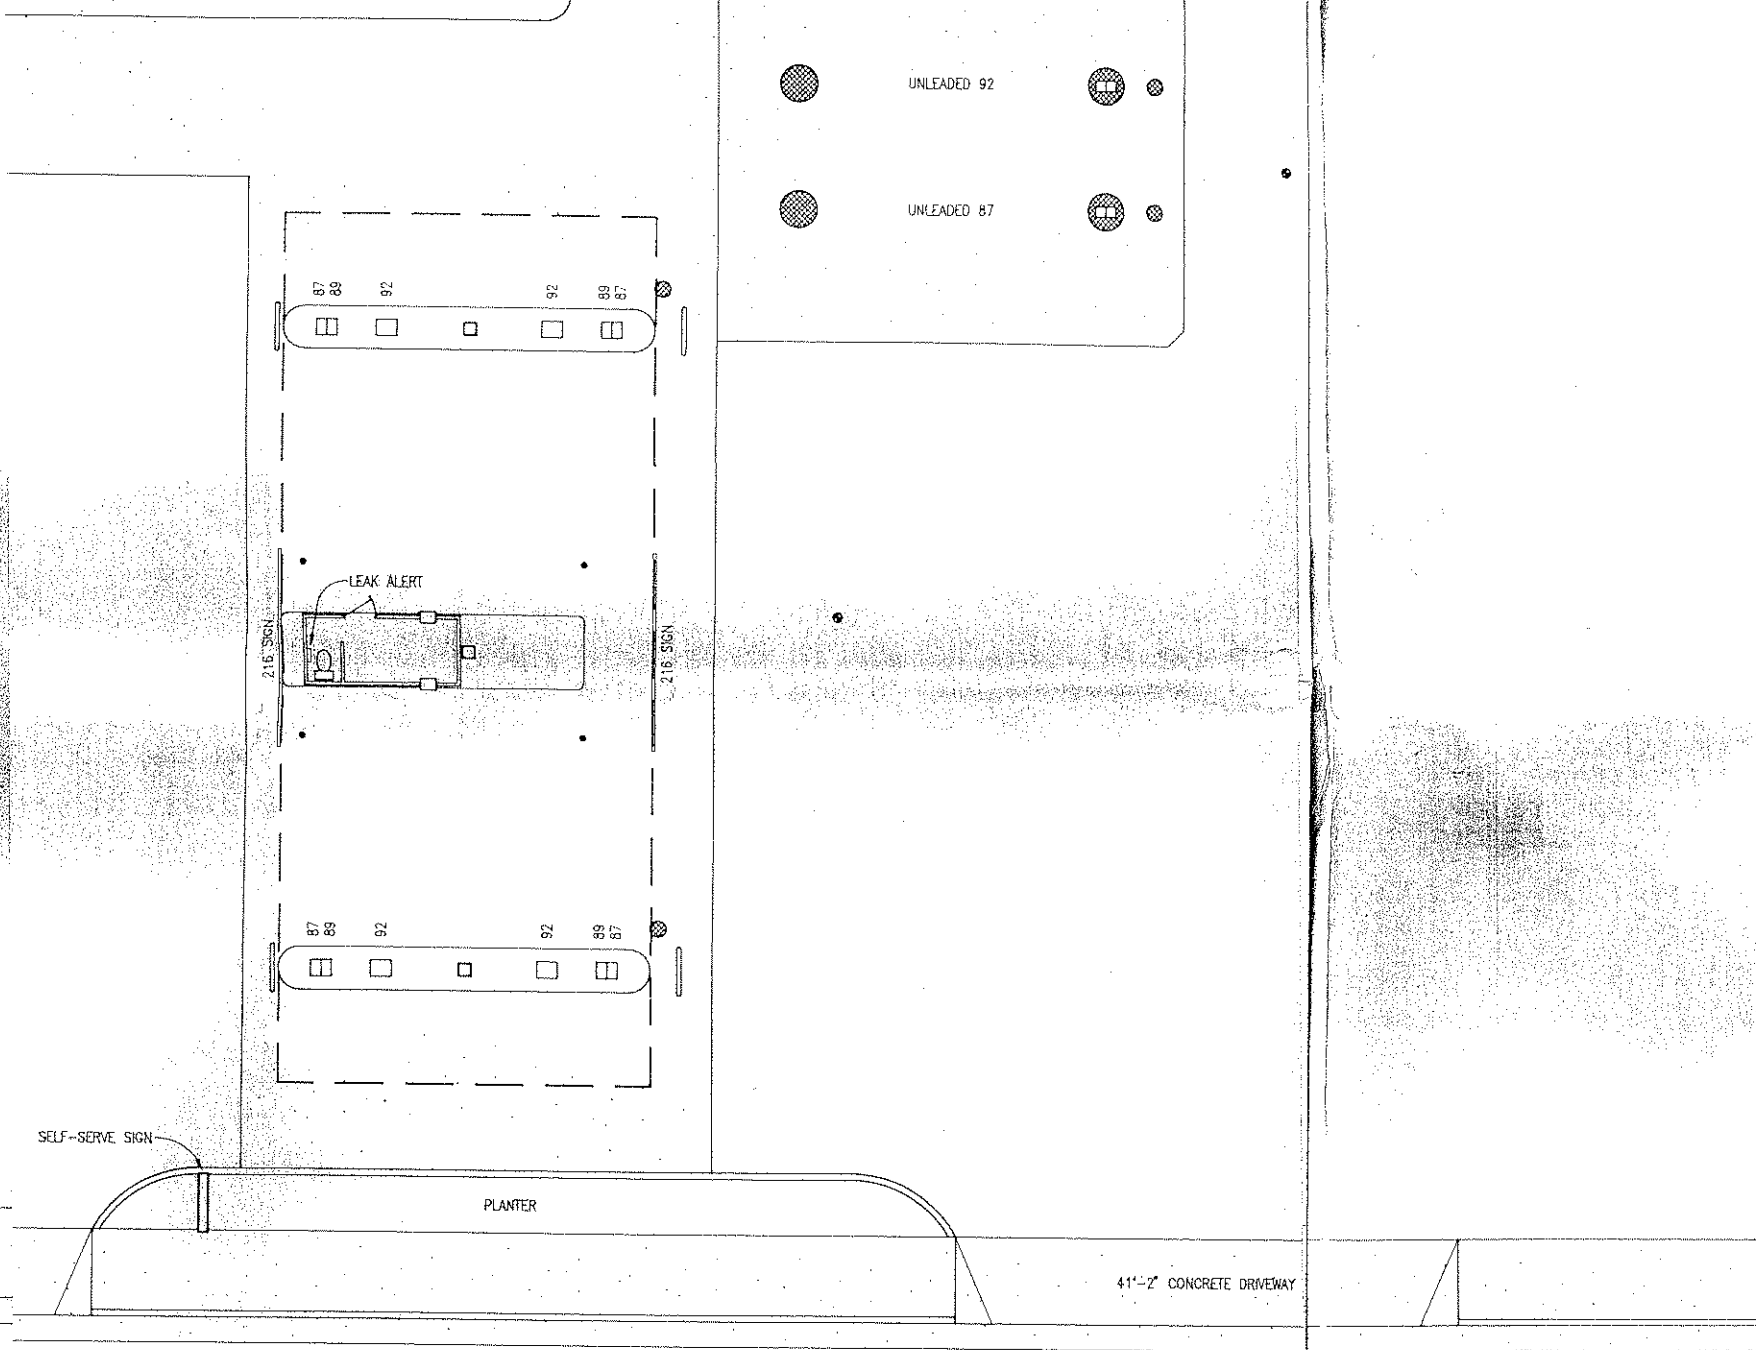 UNLEADED 92
UNLEADED 87
87
89
92
92
89
87
LEAK ALERT
216 SIGN
216 SIGN
87
89
92
92
89
87
SELF-SERVE SIGN
PLANTER
41'-2" CONCRETE DRIVEWAY